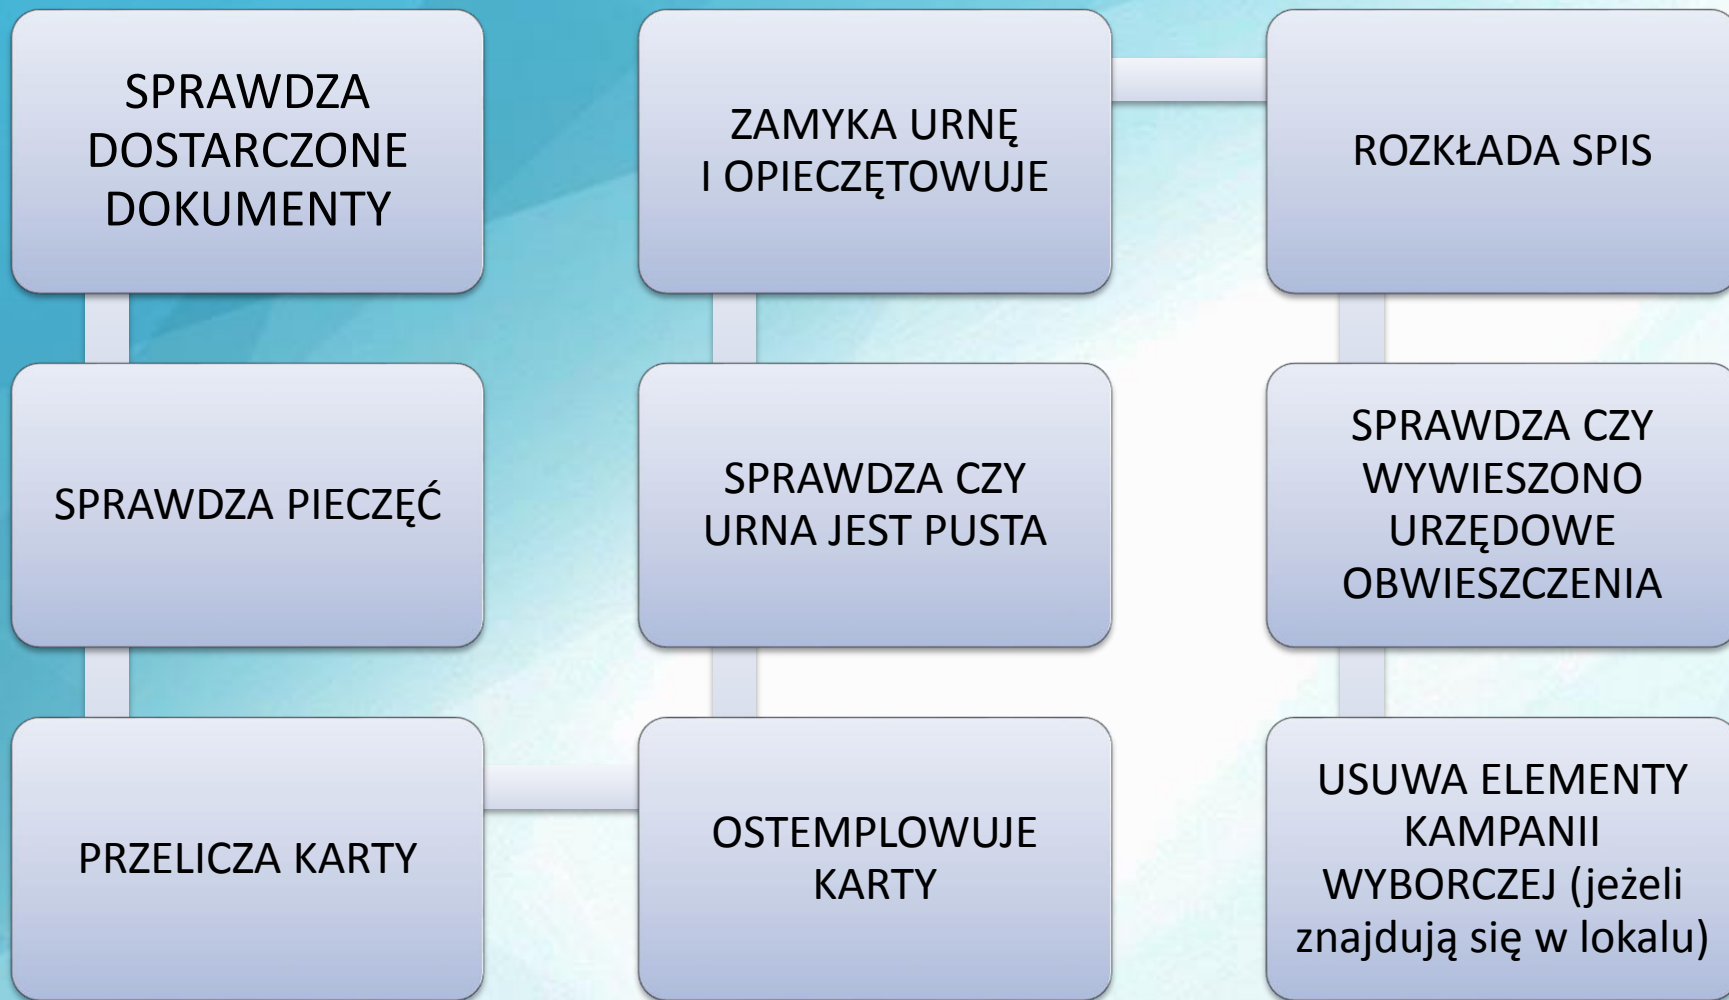 SPRAWDZA
DOSTARCZONE
DOKUMENTY
SPRAWDZA PIECZĘĆ
PRZELICZA KARTY
OSTEMPLOWUJE
KARTY
SPRAWDZA CZY
URNA JEST PUSTA
ZAMYKA URNĘ
I OPIECZĘTOWUJE
ROZKŁADA SPIS
SPRAWDZA CZY
WYWIESZONO
URZĘDOWE
OBWIESZCZENIA
USUWA ELEMENTY
KAMPANII
WYBORCZEJ (jeżeli
znajdują się w lokalu)